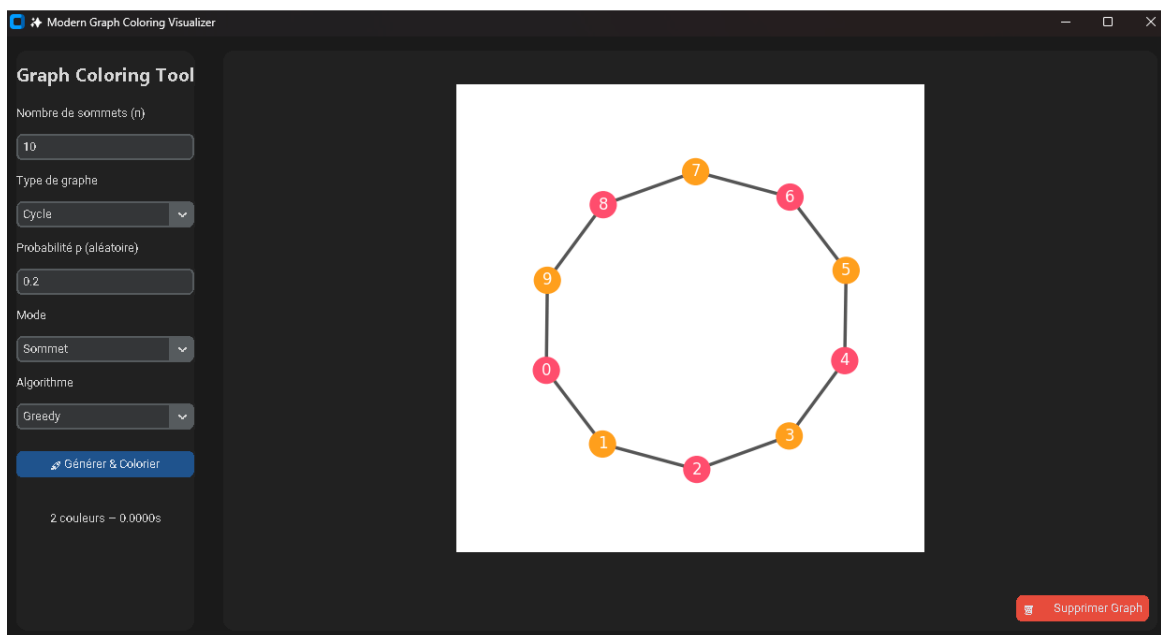 Modern Graph Coloring Visualizer
Graph Coloring Tool
Nombre de sommets (n)
10
Type de graphe
Cycle
Probabilité p (aléatoire)
0.2
Mode
Sommet
Algorithme
Greedy
Générer & Colorier
2 couleurs – 0.0000s
7
8
6
9
5
0
4
1
3
2
Supprimer Graph